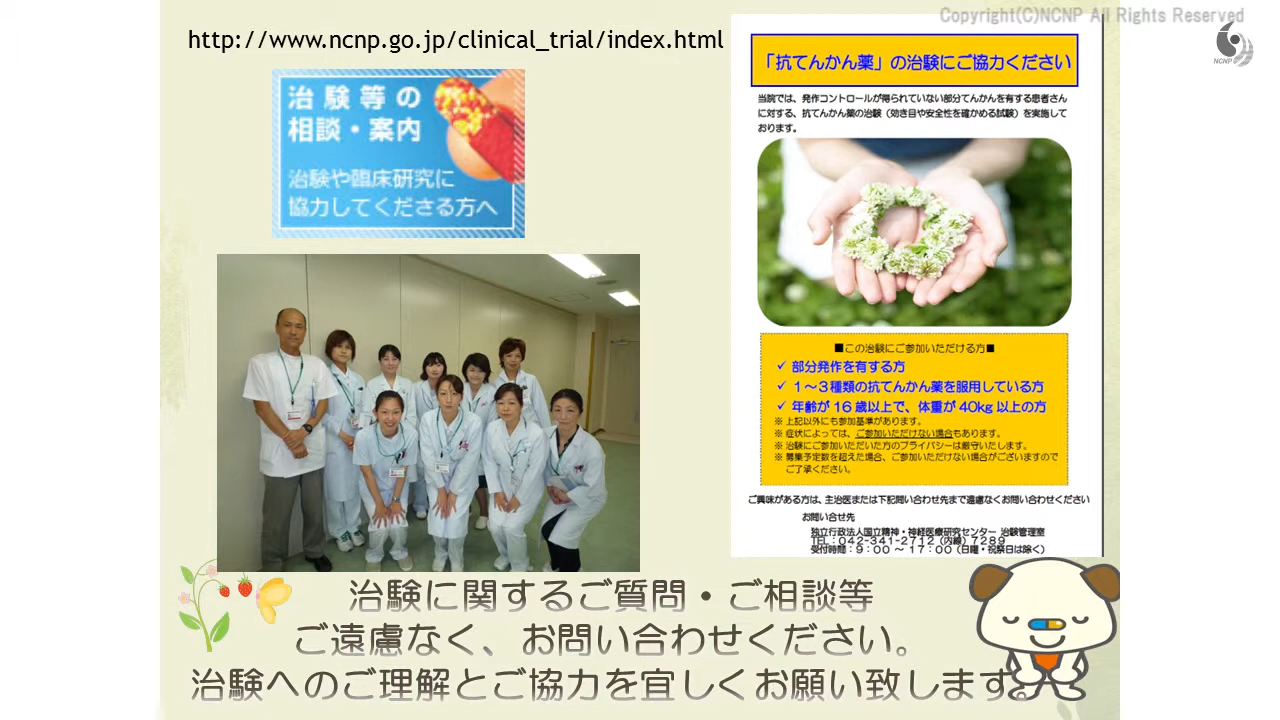 Copyright(C)NCNP All Rights Reserved
NCNP
http://www.ncnp.go.jp/clinical_trial/index.html
治験等の
相談・案内
治験や臨床研究に
協力してくださる方へ
「抗てんかん薬」の治験にご協力ください
当院では、発作コントロールが得られていない部分てんかんを有する患者さん
に対する、抗てんかん薬の治験（効き目や安全性を確かめる試験）を実施して
おります。
■この治験にご参加いただける方■
✓ 部分発作を有する方
✓ １～３種類の抗てんかん薬を服用している方
✓ 年齢が 16 歳以上で、体重が 40kg 以上の方
※ 上記以外にも参加基準があります。
※ 症状によっては、ご参加いただけない場合もあります。
※ 治験にご参加いただいた方のプライバシーは厳守いたします。
※ 募集予定数を超えた場合、ご参加いただけない場合がございますので
ご了承ください。
ご興味がある方は、主治医または下記問い合わせ先まで遠慮なくお問い合わせください
お問い合せ先
独立行政法人国立精神・神経医療研究センター 治験管理室
TEL：０４２-３４１-２７１２（内線）７２８９
受付時間：９：００ ～ １７：００（日曜・祝祭日は除く）
治験に関するご質問・ご相談等
ご遠慮なく、お問い合わせください。
治験へのご理解とご協力を宜しくお願い致します。